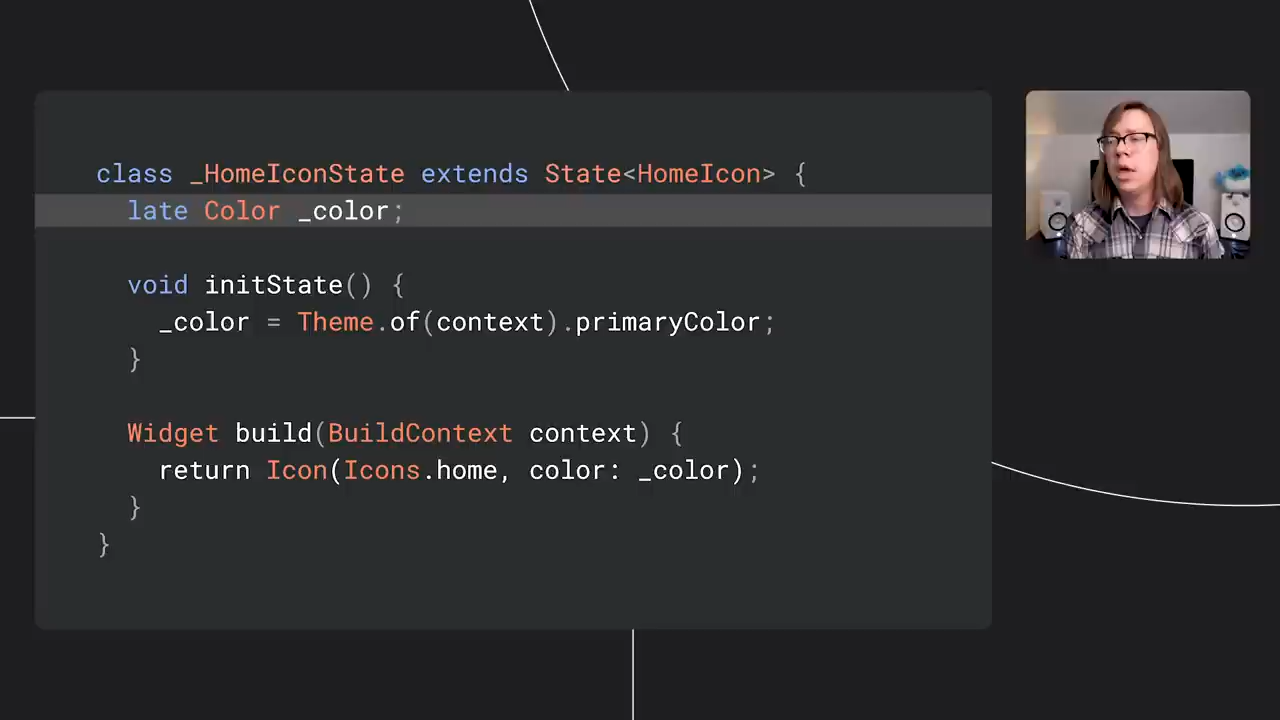 class _HomeIconState extends State<HomeIcon> {
late Color _color;
void initState() {
_color = Theme.of(context).primaryColor;
}
Widget build(BuildContext context) {
return Icon(Icons.home, color: _color);
}
}